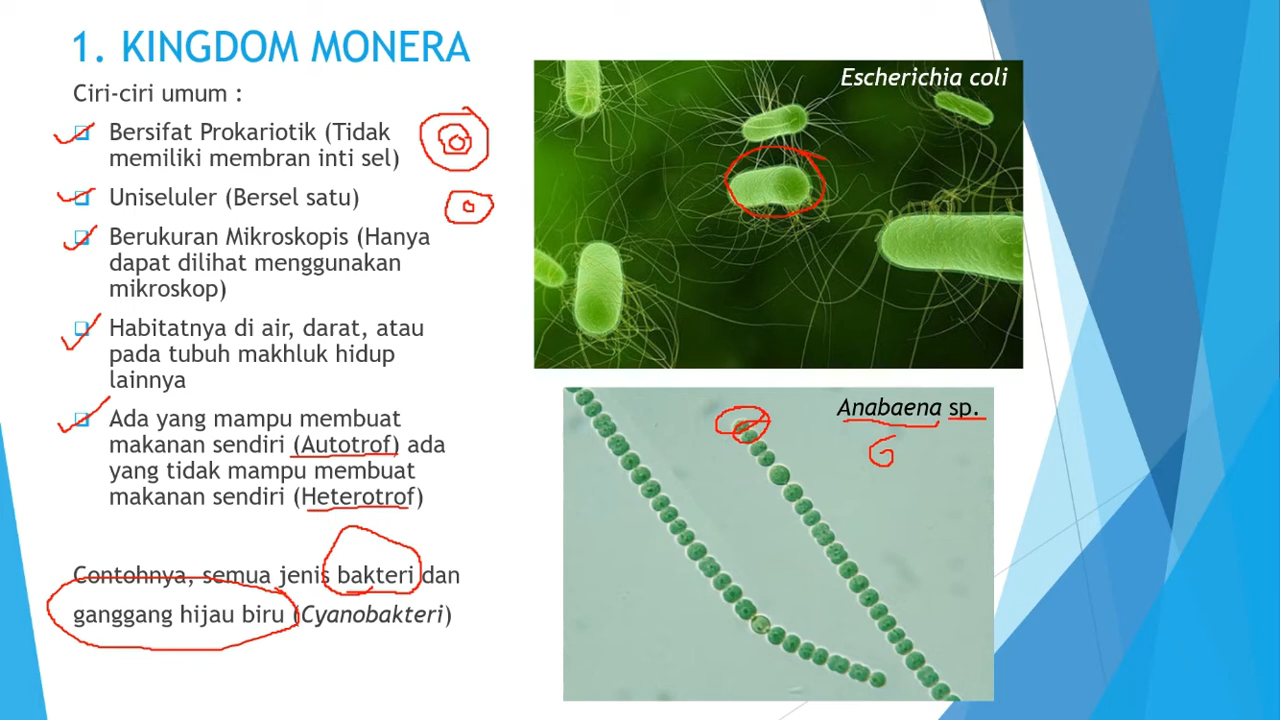 1. KINGDOM MONERA
Ciri-ciri umum :
Bersifat Prokariotik (Tidak
memiliki membran inti sel)
Uniseluler (Bersel satu)
Berukuran Mikroskopis (Hanya
dapat dilihat menggunakan
mikroskop)
Habitatnya di air, darat, atau
pada tubuh makhluk hidup
lainnya
Ada yang mampu membuat
makanan sendiri (Autotrof) ada
yang tidak mampu membuat
makanan sendiri (Heterotrof)
Contohnya, semua jenis bakteri dan
ganggang hijau biru (Cyanobakteri)
Escherichia coli
Anabaena sp.